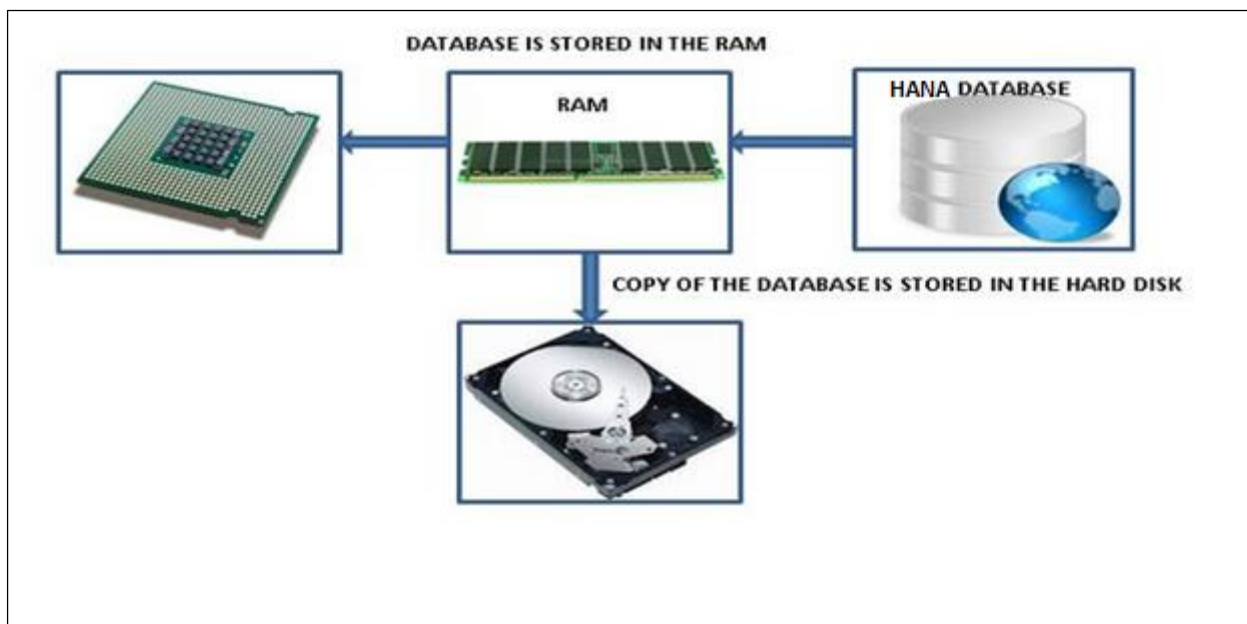 DATABASE IS STORED IN THE RAM
RAM
HANA DATABASE
COPY OF THE DATABASE IS STORED IN THE HARD DISK